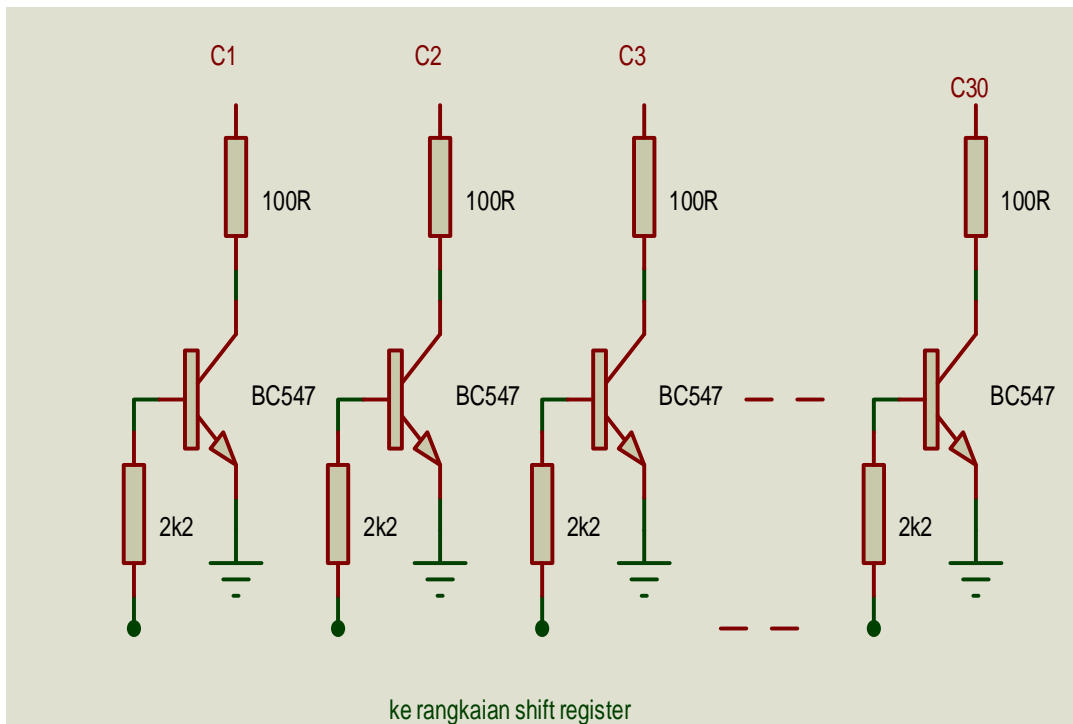 C1
C2
C3
C30
100R
100R
100R
100R
BC547
BC547
BC547
BC547
2k2
2k2
2k2
2k2
ke rangkaian shift register